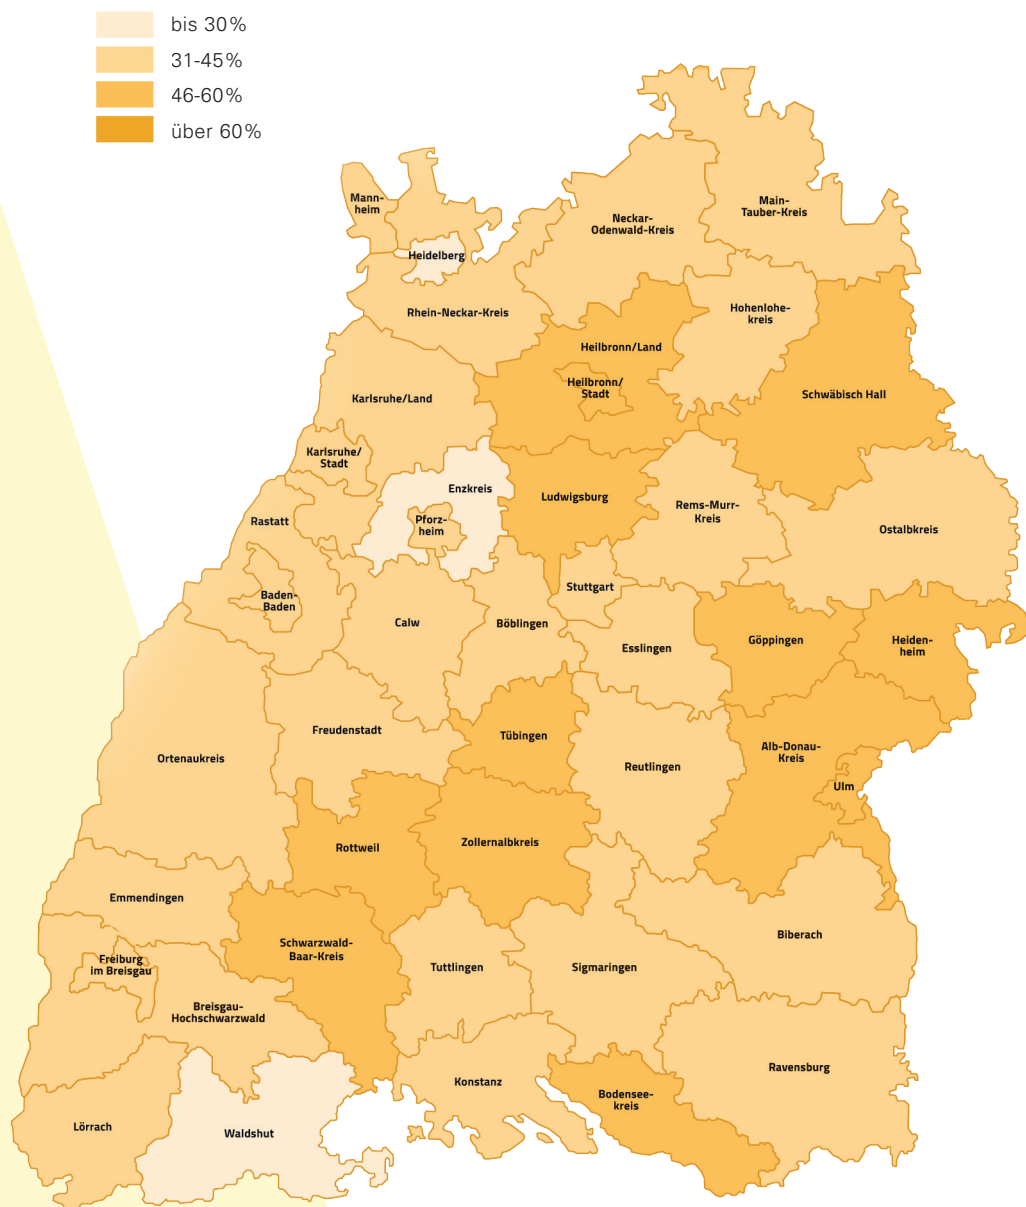 bis 30%
31-45%
46-60%
über 60%
Mann-
heim
Heidelberg
Neckar-
Odenwald-Kreis
Main-
Tauber-Kreis
Rhein-Neckar-Kreis
Hohenlohe-
kreis
Heilbronn/Land
Heilbronn/
Stadt
Schwäbisch Hall
Karlsruhe/Land
Karlsruhe/
Stadt
Enzkreis
Ludwigsburg
Rems-Murr-
Kreis
Ostalbkreis
Rastatt
Pforz-
heim
Baden-
Baden
Calw
Böblingen
Stuttgart
Esslingen
Göppingen
Heiden-
heim
Freudenstadt
Tübingen
Reutlingen
Alb-Donau-
Kreis
Ulm
Ortenaukreis
Rottweil
Zollernalbkreis
Emmendingen
Schwarzwald-
Baar-Kreis
Tuttlingen
Sigmaringen
Biberach
Freiburg
im Breisgau
Breisgau-
Hochschwarzwald
Konstanz
Bodensee-
kreis
Ravensburg
Lörrach
Waldshut